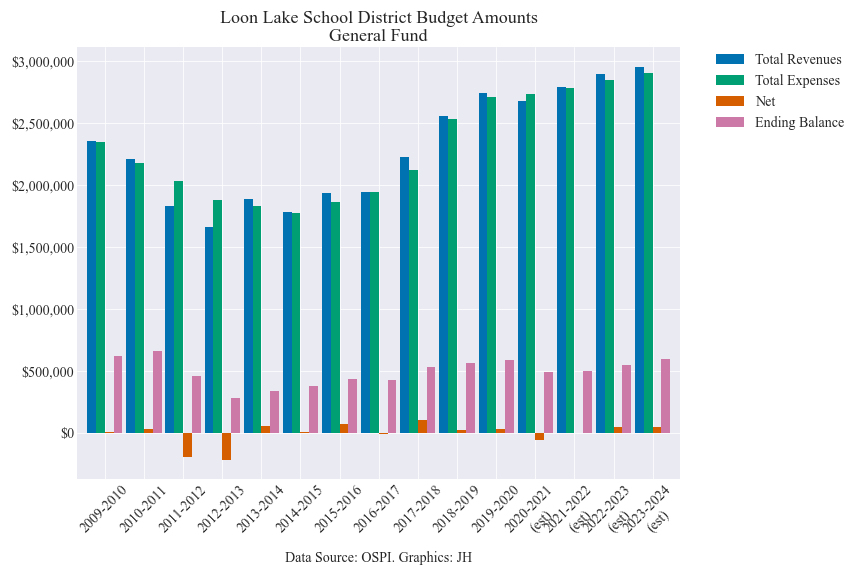 Loon Lake School District Budget Amounts
General Fund
Total Revenues
Total Expenses
Net
Ending Balance
$3,000,000
$2,500,000
$2,000,000
$1,500,000
$1,000,000
$500,000
$0
2009-2010
2010-2011
2011-2012
2012-2013
2013-2014
2014-2015
2015-2016
2016-2017
2017-2018
2018-2019
2019-2020
2020-2021
(est)
2021-2022
(est)
2022-2023
(est)
2023-2024
(est)
Data Source: OSPI. Graphics: JH